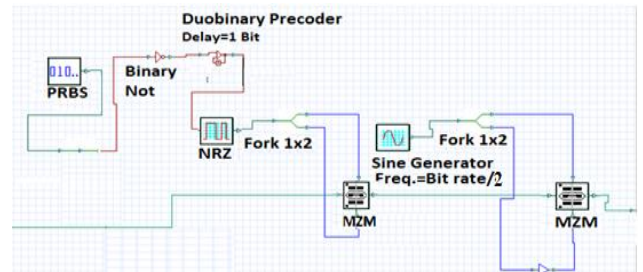 Duobinary Precoder
Delay=1 Bit
010..
PRBS
Binary
Not
NRZ
Fork 1x2
Fork 1x2
Sine Generator
Freq.=Bit rate/2
MZM
MZM